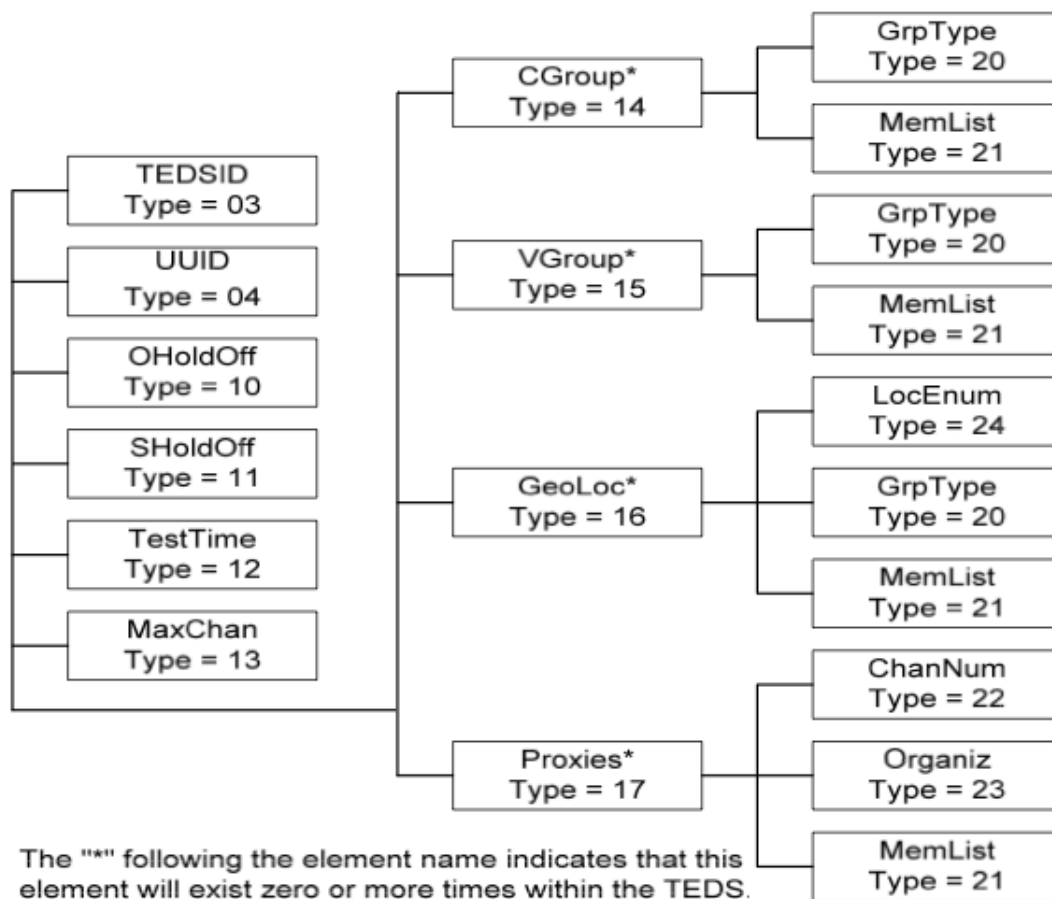 TEDSID
Type = 03
UUID
Type = 04
OHoldOff
Type = 10
SHoldOff
Type = 11
TestTime
Type = 12
MaxChan
Type = 13
CGroup*
Type = 14
GrpType
Type = 20
MemList
Type = 21
VGroup*
Type = 15
GrpType
Type = 20
MemList
Type = 21
GeoLoc*
Type = 16
LocEnum
Type = 24
GrpType
Type = 20
MemList
Type = 21
Proxies*
Type = 17
ChanNum
Type = 22
Organiz
Type = 23
MemList
Type = 21
The "*" following the element name indicates that this
element will exist zero or more times within the TEDS.